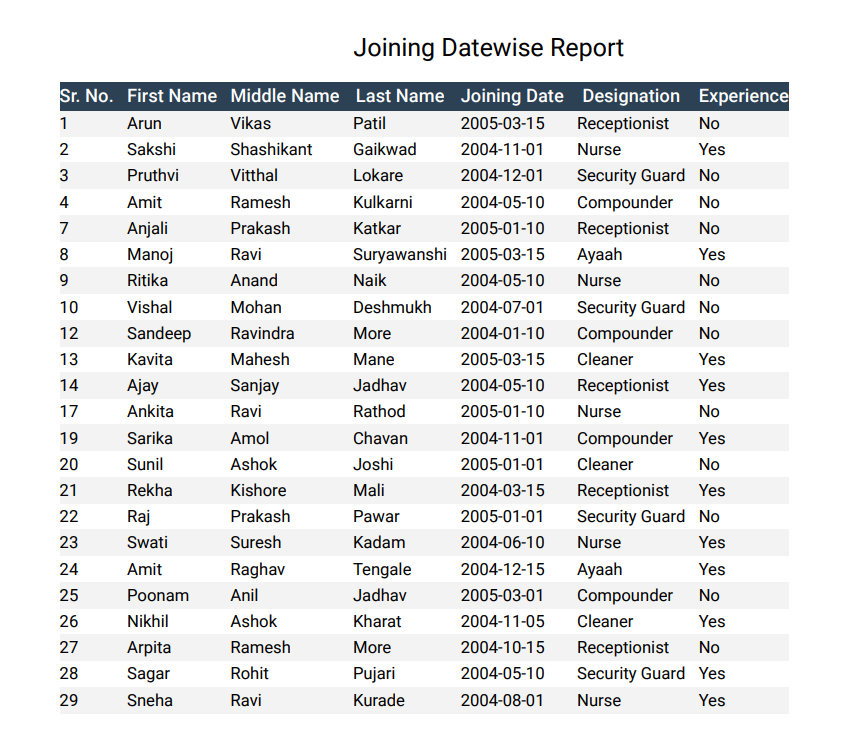 Joining Datewise Report
Sr. No. First Name Middle Name Last Name Joining Date Designation Experience
1 Arun Vikas Patil 2005-03-15 Receptionist No
2 Sakshi Shashikant Gaikwad 2004-11-01 Nurse Yes
3 Pruthvi Vitthal Lokare 2004-12-01 Security Guard No
4 Amit Ramesh Kulkarni 2004-05-10 Compounder No
7 Anjali Prakash Katkar 2005-01-10 Receptionist No
8 Manoj Ravi Suryawanshi 2005-03-15 Ayaah Yes
9 Ritika Anand Naik 2004-05-10 Nurse No
10 Vishal Mohan Deshmukh 2004-07-01 Security Guard No
12 Sandeep Ravindra More 2004-01-10 Compounder No
13 Kavita Mahesh Mane 2005-03-15 Cleaner Yes
14 Ajay Sanjay Jadhav 2004-05-10 Receptionist Yes
17 Ankita Ravi Rathod 2005-01-10 Nurse No
19 Sarika Amol Chavan 2004-11-01 Compounder Yes
20 Sunil Ashok Joshi 2005-01-01 Cleaner No
21 Rekha Kishore Mali 2004-03-15 Receptionist Yes
22 Raj Prakash Pawar 2005-01-01 Security Guard No
23 Swati Suresh Kadam 2004-06-10 Nurse Yes
24 Amit Raghav Tengale 2004-12-15 Ayaah Yes
25 Poonam Anil Jadhav 2005-03-01 Compounder No
26 Nikhil Ashok Kharat 2004-11-05 Cleaner Yes
27 Arpita Ramesh More 2004-10-15 Receptionist No
28 Sagar Rohit Pujari 2004-05-10 Security Guard Yes
29 Sneha Ravi Kurade 2004-08-01 Nurse Yes